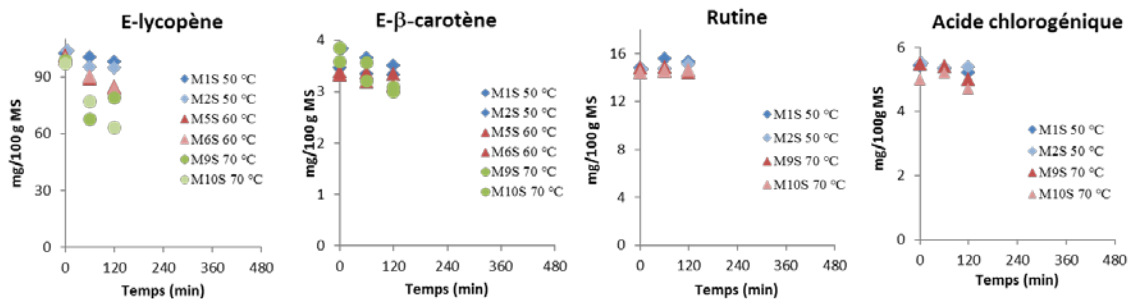 E-lycopène
90
60
30
0
0 120 240 360 480
mg/100 g MS
Temps (min)
M1S 50 °C
M2S 50 °C
M5S 60 °C
M6S 60 °C
M9S 70 °C
M10S 70 °C
E-β-carotène
4
3
2
1
0
0 120 240 360 480
mg/100 g MS
Temps (min)
M1S 50 °C
M2S 50 °C
M5S 60 °C
M6S 60 °C
M9S 70 °C
M10S 70 °C
Rutine
16
12
8
4
0
0 120 240 360 480
mg/100 g MS
Temps (min)
M1S 50 °C
M2S 50 °C
M9S 70 °C
M10S 70 °C
Acide chlorogénique
6
4
2
0
0 120 240 360 480
mg/100g MS
Temps (min)
M1S 50 °C
M2S 50 °C
M9S 70 °C
M10S 70 °C